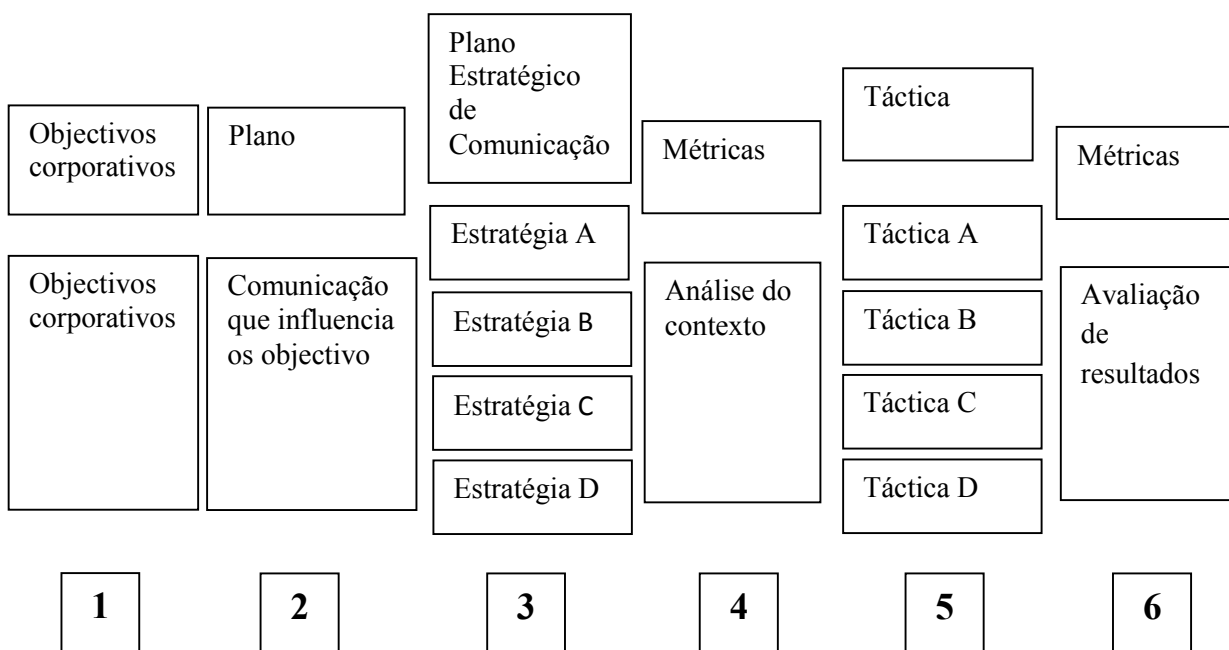 Objectivos
corporativos
Plano
Plano
Estratégico
de
Comunicação
Métricas
Táctica
Métricas
Objectivos
corporativos
Comunicação
que influencia
os objectivo
Estratégia A
Estratégia B
Estratégia C
Estratégia D
Análise do
contexto
Táctica A
Táctica B
Táctica C
Táctica D
Avaliação
de
resultados
1
2
3
4
5
6